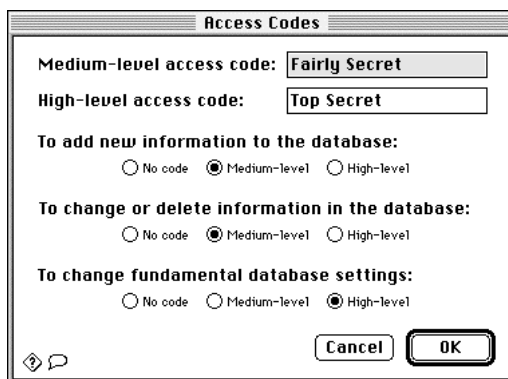 Access Codes
Medium-level access code: Fairly Secret
High-level access code: Top Secret
To add new information to the database:
No code Medium-level High-level
To change or delete information in the database:
No code Medium-level High-level
To change fundamental database settings:
No code Medium-level High-level
Cancel OK
?